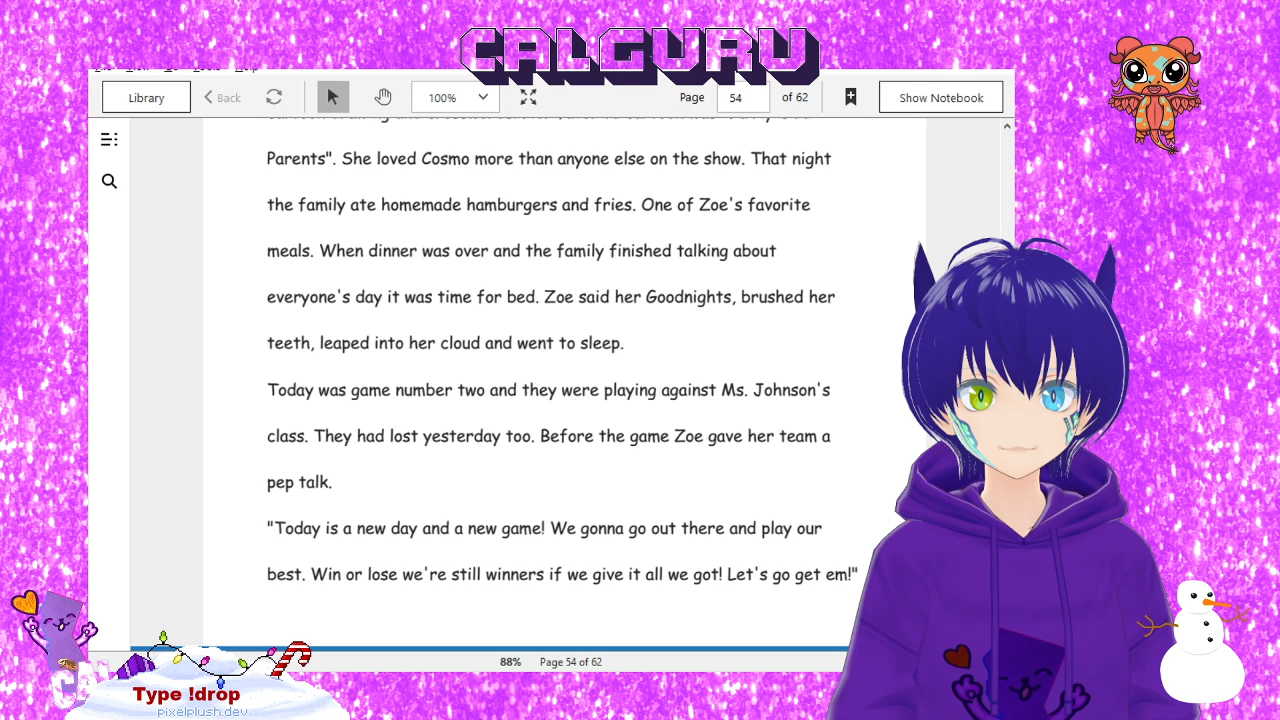 CALGURU
Library
Back
100%
Page 54 of 62
Show Notebook
Parents". She loved Cosmo more than anyone else on the show. That night
the family ate homemade hamburgers and fries. One of Zoe's favorite
meals. When dinner was over and the family finished talking about
everyone's day it was time for bed. Zoe said her Goodnights, brushed her
teeth, leaped into her cloud and went to sleep.
Today was game number two and they were playing against Ms. Johnson's
class. They had lost yesterday too. Before the game Zoe gave her team a
pep talk.
"Today is a new day and a new game! We gonna go out there and play our
best. Win or lose we're still winners if we give it all we got! Let's go get em!"
88% Page 54 of 62
Type !drop
pixelplush.dev